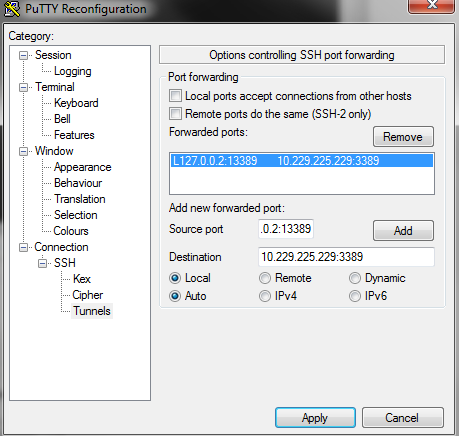 PuTTY Reconfiguration
Category:
Session
Logging
Terminal
Keyboard
Bell
Features
Window
Appearance
Behaviour
Translation
Selection
Colours
Connection
SSH
Kex
Cipher
Tunnels
Options controlling SSH port forwarding
Port forwarding
Local ports accept connections from other hosts
Remote ports do the same (SSH-2 only)
Forwarded ports:
Remove
L127.0.0.2:13389 10.229.225.229:3389
Add new forwarded port:
Source port .0.2:13389 Add
Destination 10.229.225.229:3389
Local Remote Dynamic
Auto IPv4 IPv6
Apply Cancel